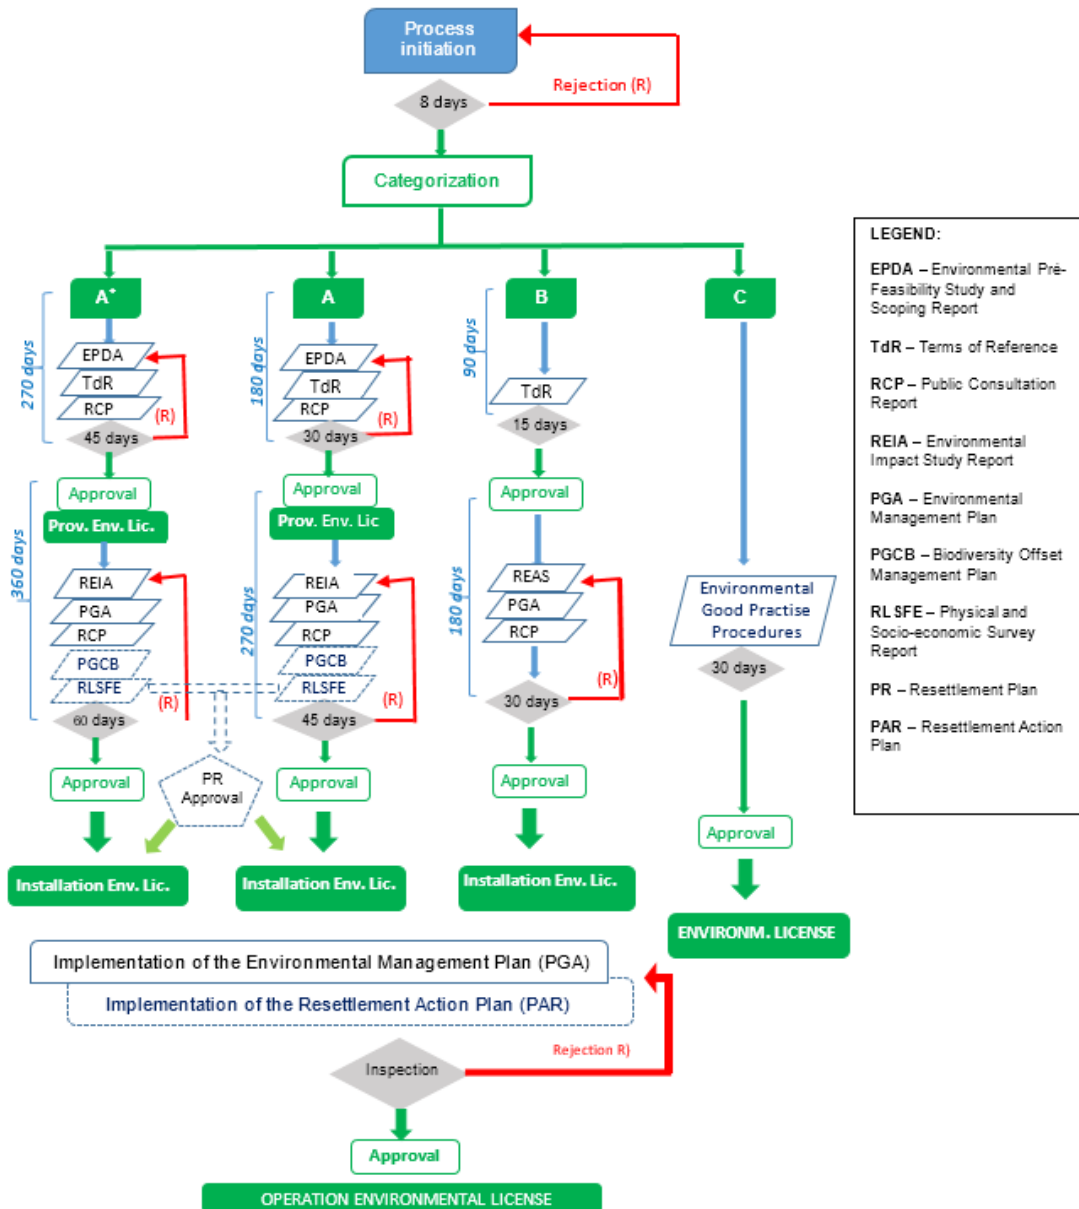 Process
initiation
Rejection (R)
8 days
Categorization
A+
A
B
C
270 days
EPDA
TdR
RCP
(R)
45 days
180 days
EPDA
TdR
RCP
(R)
30 days
90 days
TdR
15 days
Approval
Prov. Env. Lic.
Approval
Prov. Env. Lic
Approval
360 days
REIA
PGA
RCP
PGCB
RLSFE
(R)
60 days
270 days
REIA
PGA
RCP
PGCB
RLSFE
(R)
45 days
180 days
REAS
PGA
RCP
(R)
30 days
Environmental
Good Practise
Procedures
30 days
Approval
PR
Approval
Approval
Approval
Approval
Installation Env. Lic.
Installation Env. Lic.
Installation Env. Lic.
ENVIRONM. LICENSE
Implementation of the Environmental Management Plan (PGA)
Implementation of the Resettlement Action Plan (PAR)
Rejection R)
Inspection
Approval
OPERATION ENVIRONMENTAL LICENSE
LEGEND:
EPDA – Environmental Pré-
Feasibility Study and
Scoping Report
TdR – Terms of Reference
RCP – Public Consultation
Report
REIA – Environmental
Impact Study Report
PGA – Environmental
Management Plan
PGCB – Biodiversity Offset
Management Plan
RLSFE – Physical and
Socio-economic Survey
Report
PR – Resettlement Plan
PAR – Resettlement Action
Plan